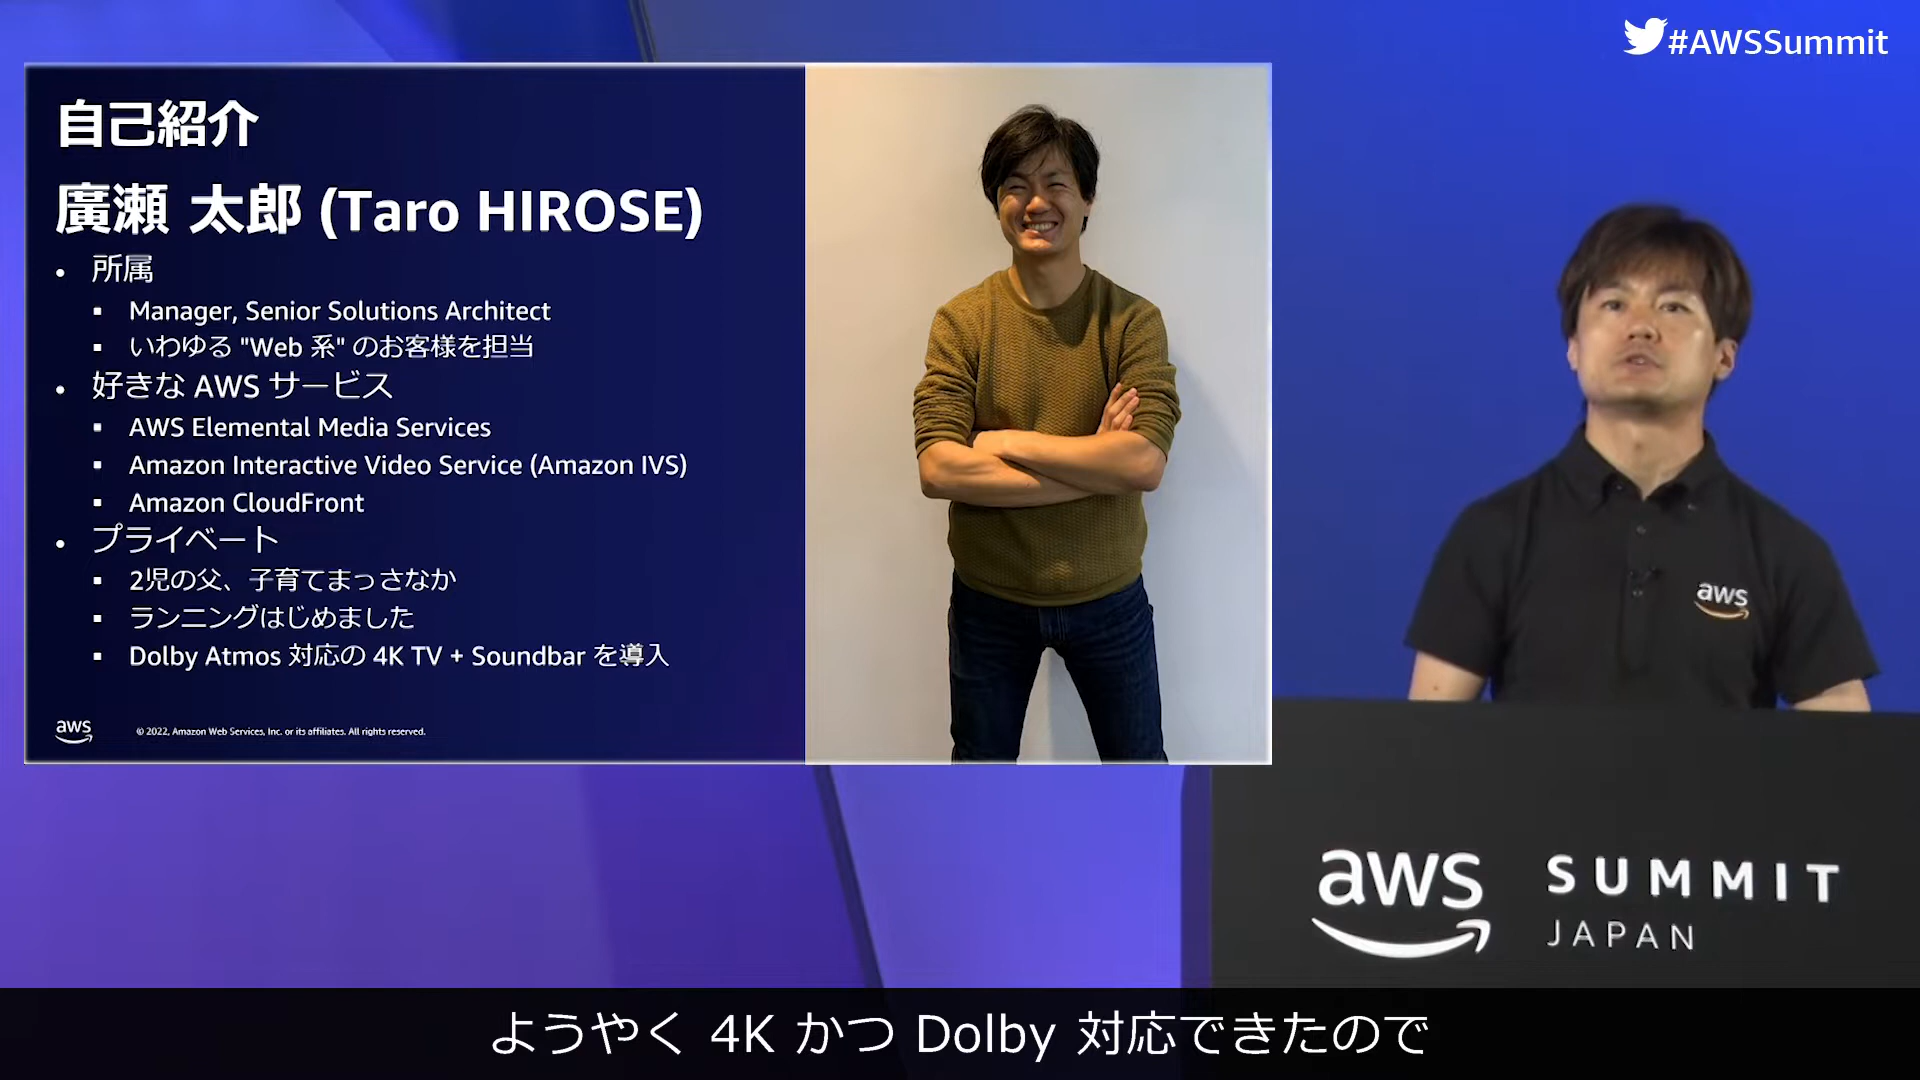 #AWSSummit
自己紹介
廣瀬 太郎 (Taro HIROSE)
• 所属
▪ Manager, Senior Solutions Architect
▪ いわゆる "Web 系" のお客様を担当
• 好きな AWS サービス
▪ AWS Elemental Media Services
▪ Amazon Interactive Video Service (Amazon IVS)
▪ Amazon CloudFront
• プライベート
▪ 2児の父、子育てまっさなか
▪ ランニングはじめました
▪ Dolby Atmos 対応の 4K TV + Soundbar を導入
aws
© 2022, Amazon Web Services, Inc. or its affiliates. All rights reserved.
aws
aws SUMMIT
JAPAN
ようやく 4K かつ Dolby 対応できたので